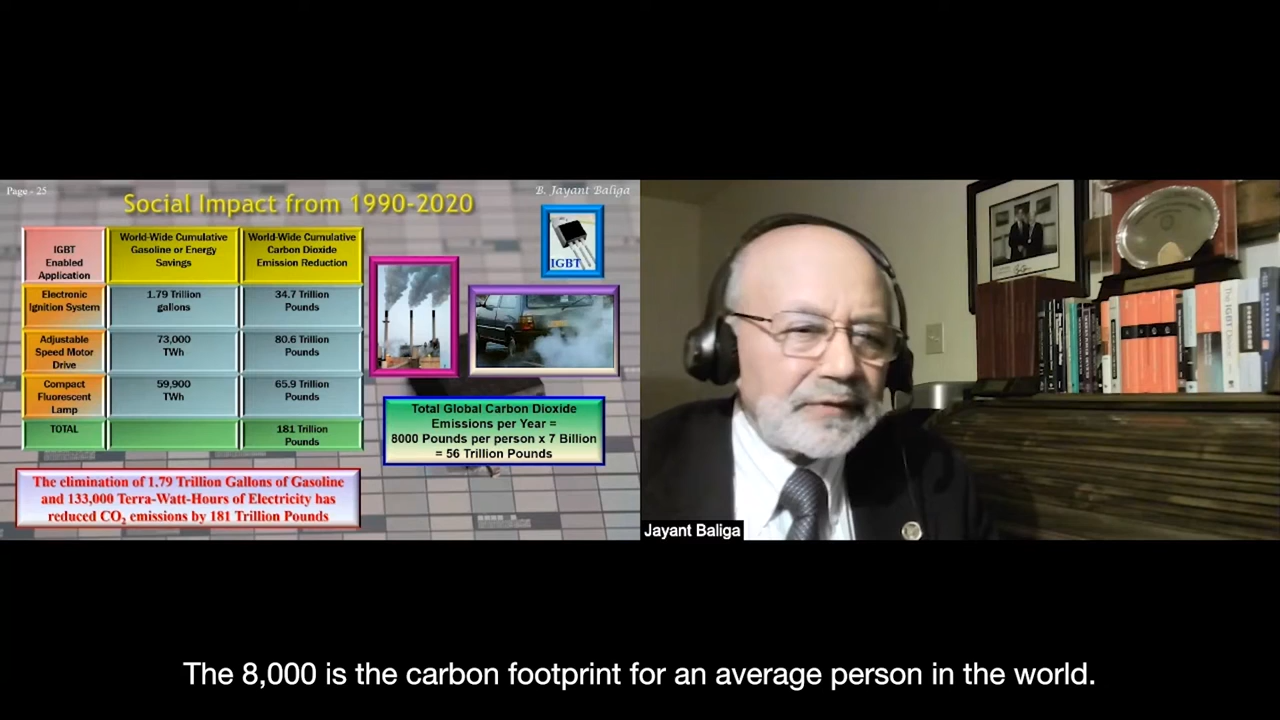 Page - 25
B. Jayant Baliga
Social Impact from 1990-2020
IGBT
Enabled
Application
World-Wide Cumulative
Gasoline or Energy
Savings
World-Wide Cumulative
Carbon Dioxide
Emission Reduction
Electronic
Ignition System
1.79 Trillion
gallons
34.7 Trillion
Pounds
Adjustable
Speed Motor
Drive
73,000
TWh
80.6 Trillion
Pounds
Compact
Fluorescent
Lamp
59,900
TWh
65.9 Trillion
Pounds
TOTAL
181 Trillion
Pounds
IGBT
Total Global Carbon Dioxide
Emissions per Year =
8000 Pounds per person x 7 Billion
= 56 Trillion Pounds
The elimination of 1.79 Trillion Gallons of Gasoline
and 133,000 Terra-Watt-Hours of Electricity has
reduced CO₂ emissions by 181 Trillion Pounds
Jayant Baliga
The 8,000 is the carbon footprint for an average person in the world.